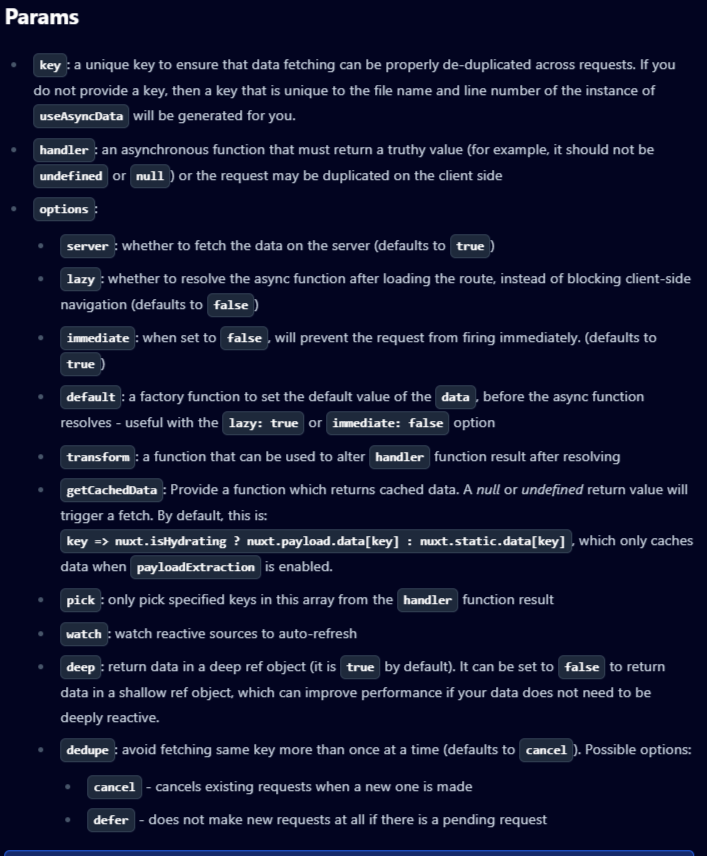 Params
key: a unique key to ensure that data fetching can be properly de-duplicated across requests. If you
do not provide a key, then a key that is unique to the file name and line number of the instance of
useAsyncData will be generated for you.
handler: an asynchronous function that must return a truthy value (for example, it should not be
undefined or null) or the request may be duplicated on the client side
options:
server: whether to fetch the data on the server (defaults to true)
lazy: whether to resolve the async function after loading the route, instead of blocking client-side
navigation (defaults to false)
immediate: when set to false, will prevent the request from firing immediately. (defaults to
true)
default: a factory function to set the default value of the data, before the async function
resolves - useful with the lazy: true or immediate: false option
transform: a function that can be used to alter handler function result after resolving
getCachedData: Provide a function which returns cached data. A null or undefined return value will
trigger a fetch. By default, this is:
key => nuxt.isHydrating ? nuxt.payload.data[key] : nuxt.static.data[key], which only caches
data when payloadExtraction is enabled.
pick: only pick specified keys in this array from the handler function result
watch: watch reactive sources to auto-refresh
deep: return data in a deep ref object (it is true by default). It can be set to false to return
data in a shallow ref object, which can improve performance if your data does not need to be
deeply reactive.
dedupe: avoid fetching same key more than once at a time (defaults to cancel). Possible options:
cancel - cancels existing requests when a new one is made
defer - does not make new requests at all if there is a pending request